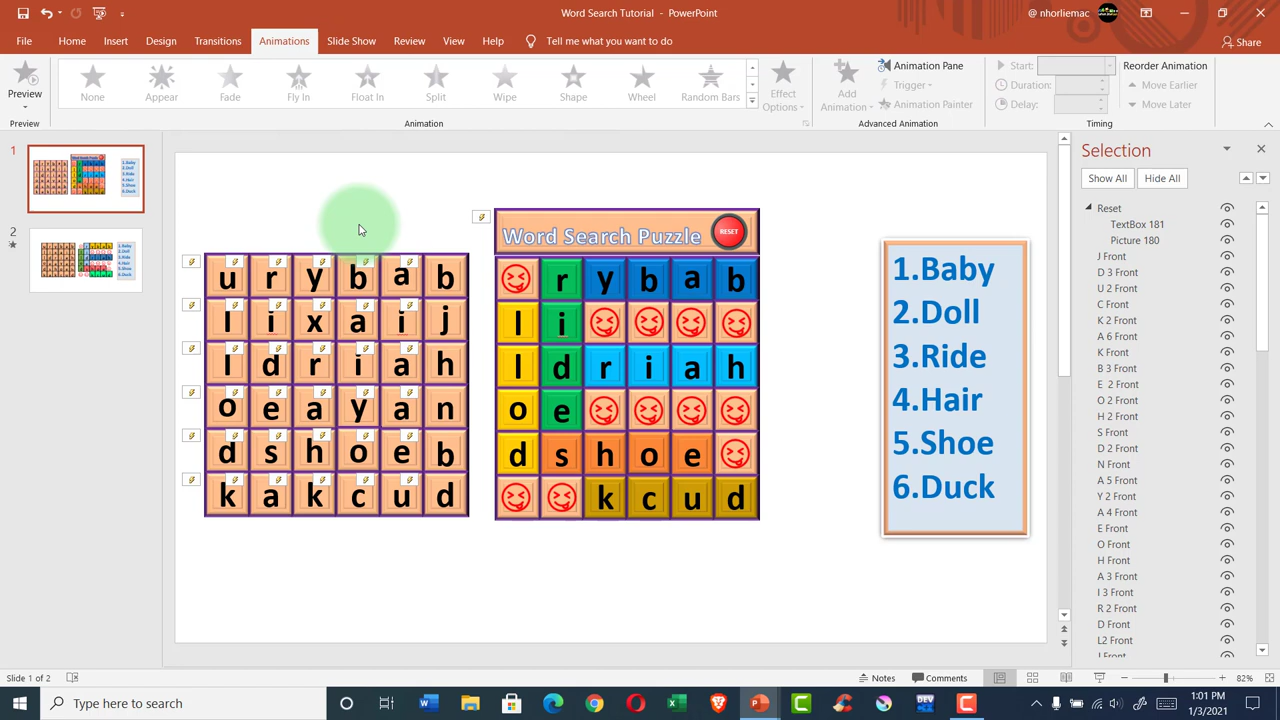 Word Search Tutorial - PowerPoint
@ nhorliemac
File Home Insert Design Transitions Animations Slide Show Review View Help Tell me what you want to do
Share
Preview
None Appear Fade Fly In Float In Split Wipe Shape Wheel Random Bars
Effect Options
Add Animation
Animation Pane
Trigger
Animation Painter
Start:
Duration:
Delay:
Reorder Animation
Move Earlier
Move Later
Preview Animation Advanced Animation Timing
1
2
u r y b a b
l i x a i j
l d r i a h
o e a y a n
d s h o e b
k a k c u d
Word Search Puzzle RESET
r y b a b
l i
l d r i a h
o e
d s h o e
k c u d
1.Baby
2.Doll
3.Ride
4.Hair
5.Shoe
6.Duck
Selection
Show All Hide All
Reset
TextBox 181
Picture 180
J Front
D 3 Front
U 2 Front
C Front
K 2 Front
A 6 Front
K Front
B 3 Front
E 2 Front
O 2 Front
H 2 Front
S Front
D 2 Front
N Front
A 5 Front
Y 2 Front
A 4 Front
E Front
O Front
H Front
A 3 Front
I 3 Front
R 2 Front
D Front
L2 Front
Slide 1 of 2
Notes Comments 82%
Type here to search
DEV
1:01 PM
1/3/2021